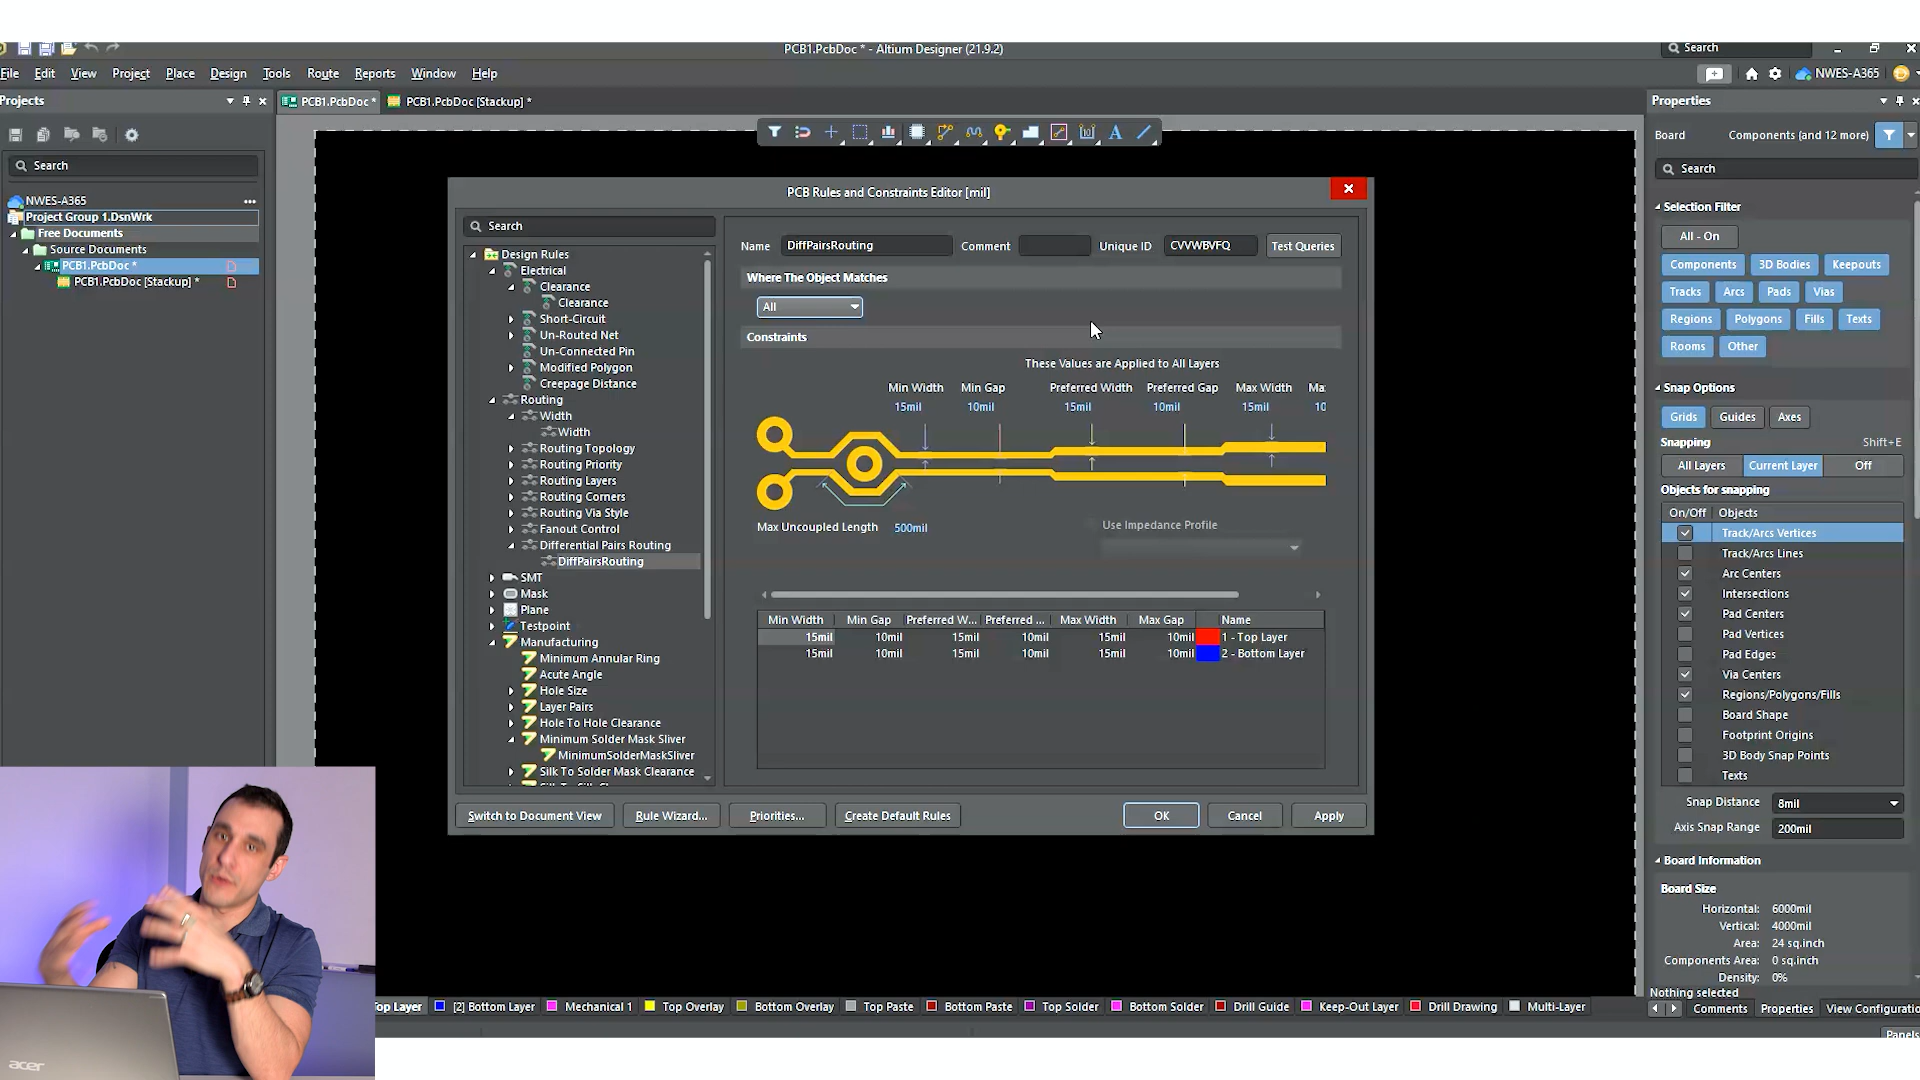 PCB1.PcbDoc * - Altium Designer (21.9.2)
Search
File Edit View Project Place Design Tools Route Reports Window Help
NWES-A365
Projects
PCB1.PcbDoc *
PCB1.PcbDoc [Stackup] *
Search
NWES-A365
Project Group 1.DsnWrk
Free Documents
Source Documents
PCB1.PcbDoc *
PCB1.PcbDoc [Stackup] *
PCB Rules and Constraints Editor [mil]
Search
Design Rules
Electrical
Clearance
Clearance
Short-Circuit
Un-Routed Net
Un-Connected Pin
Modified Polygon
Creepage Distance
Routing
Width
Width
Routing Topology
Routing Priority
Routing Layers
Routing Corners
Routing Via Style
Fanout Control
Differential Pairs Routing
DiffPairsRouting
SMT
Mask
Plane
Testpoint
Manufacturing
Minimum Annular Ring
Acute Angle
Hole Size
Layer Pairs
Hole To Hole Clearance
Minimum Solder Mask Sliver
MinimumSolderMaskSliver
Silk To Solder Mask Clearance
Name DiffPairsRouting Comment Unique ID CVVWBVFQ Test Queries
Where The Object Matches
All
Constraints
These Values are Applied to All Layers
Min Width Min Gap Preferred Width Preferred Gap Max Width Ma
15mil 10mil 15mil 10mil 15mil 10
Max Uncoupled Length 500mil
Use Impedance Profile
Min Width Min Gap Preferred W... Preferred ... Max Width Max Gap Name
15mil 10mil 15mil 10mil 15mil 10mil 1 - Top Layer
15mil 10mil 15mil 10mil 15mil 10mil 2 - Bottom Layer
Switch to Document View Rule Wizard... Priorities... Create Default Rules OK Cancel Apply
Properties
Board Components (and 12 more)
Search
Selection Filter
All - On
Components 3D Bodies Keepouts
Tracks Arcs Pads Vias
Regions Polygons Fills Texts
Rooms Other
Snap Options
Grids Guides Axes
Snapping Shift+E
All Layers Current Layer Off
Objects for snapping
On/Off Objects
Track/Arcs Vertices
Track/Arcs Lines
Arc Centers
Intersections
Pad Centers
Pad Vertices
Pad Edges
Via Centers
Regions/Polygons/Fills
Board Shape
Footprint Origins
3D Body Snap Points
Texts
Snap Distance 8mil
Axis Snap Range 200mil
Board Information
Board Size
Horizontal: 6000mil
Vertical: 4000mil
Area: 24 sq.inch
Components Area: 0 sq.inch
Density: 0%
Nothing selected
Comments Properties View Configuratio
Panels
op Layer [2] Bottom Layer Mechanical 1 Top Overlay Bottom Overlay Top Paste Bottom Paste Top Solder Bottom Solder Drill Guide Keep-Out Layer Drill Drawing Multi-Layer
acer